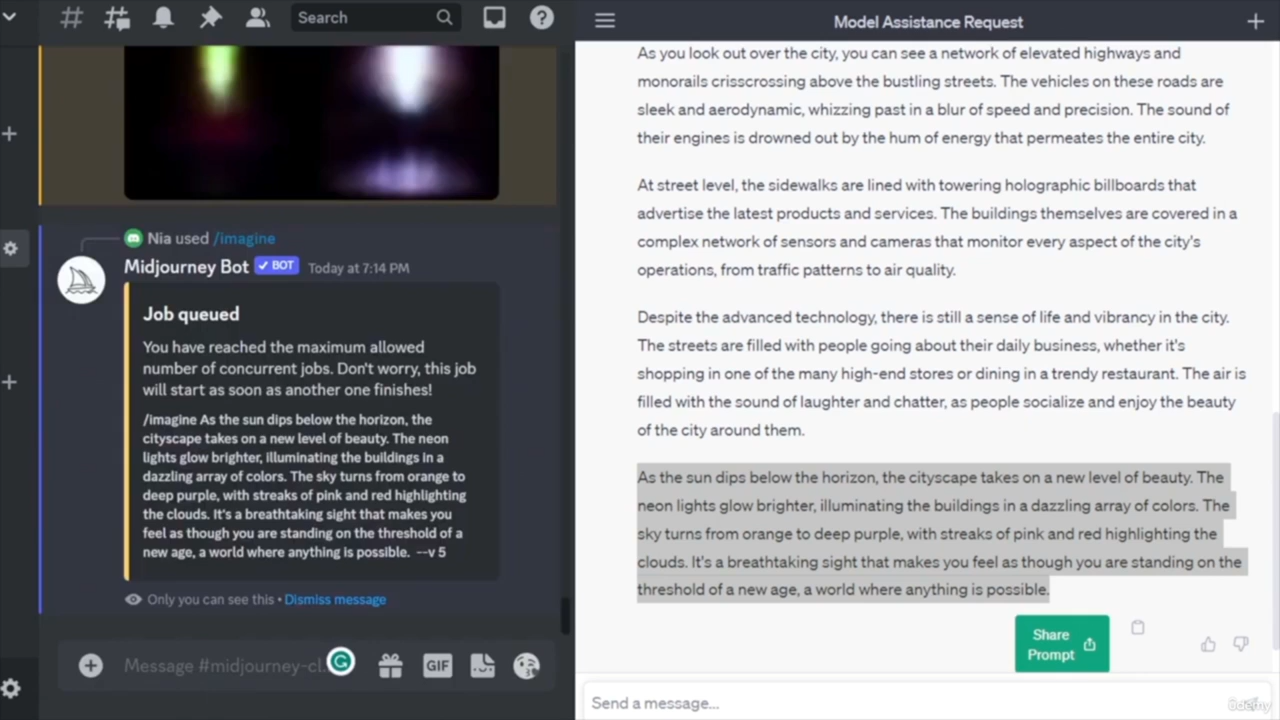 Search
Nia used /imagine
Midjourney Bot ✓ BOT Today at 7:14 PM
Job queued
You have reached the maximum allowed
number of concurrent jobs. Don't worry, this job
will start as soon as another one finishes!
/imagine As the sun dips below the horizon, the
cityscape takes on a new level of beauty. The neon
lights glow brighter, illuminating the buildings in a
dazzling array of colors. The sky turns from orange to
deep purple, with streaks of pink and red highlighting
the clouds. It's a breathtaking sight that makes you
feel as though you are standing on the threshold of a
new age, a world where anything is possible. --v 5
Only you can see this • Dismiss message
Message #midjourney-cl
GIF
Model Assistance Request
As you look out over the city, you can see a network of elevated highways and
monorails crisscrossing above the bustling streets. The vehicles on these roads are
sleek and aerodynamic, whizzing past in a blur of speed and precision. The sound of
their engines is drowned out by the hum of energy that permeates the entire city.
At street level, the sidewalks are lined with towering holographic billboards that
advertise the latest products and services. The buildings themselves are covered in a
complex network of sensors and cameras that monitor every aspect of the city's
operations, from traffic patterns to air quality.
Despite the advanced technology, there is still a sense of life and vibrancy in the city.
The streets are filled with people going about their daily business, whether it's
shopping in one of the many high-end stores or dining in a trendy restaurant. The air is
filled with the sound of laughter and chatter, as people socialize and enjoy the beauty
of the city around them.
As the sun dips below the horizon, the cityscape takes on a new level of beauty. The
neon lights glow brighter, illuminating the buildings in a dazzling array of colors. The
sky turns from orange to deep purple, with streaks of pink and red highlighting the
clouds. It's a breathtaking sight that makes you feel as though you are standing on the
threshold of a new age, a world where anything is possible.
Share
Prompt
Send a message...
ûdemy